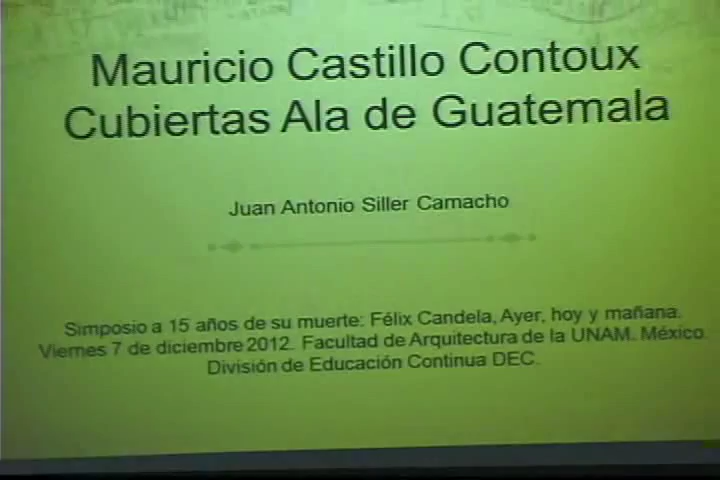 Mauricio Castillo Contoux
Cubiertas Ala de Guatemala
Juan Antonio Siller Camacho
Simposio a 15 años de su muerte: Félix Candela, Ayer, hoy y mañana.
Viernes 7 de diciembre 2012. Facultad de Arquitectura de la UNAM. México.
División de Educación Continua DEC.